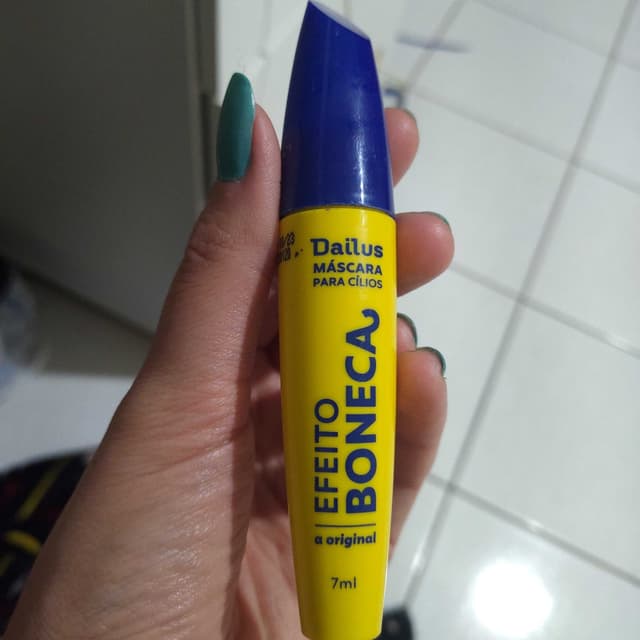 Dailus
MÁSCARA
PARA CÍLIOS
EFEITO
BONECA
a original
7ml